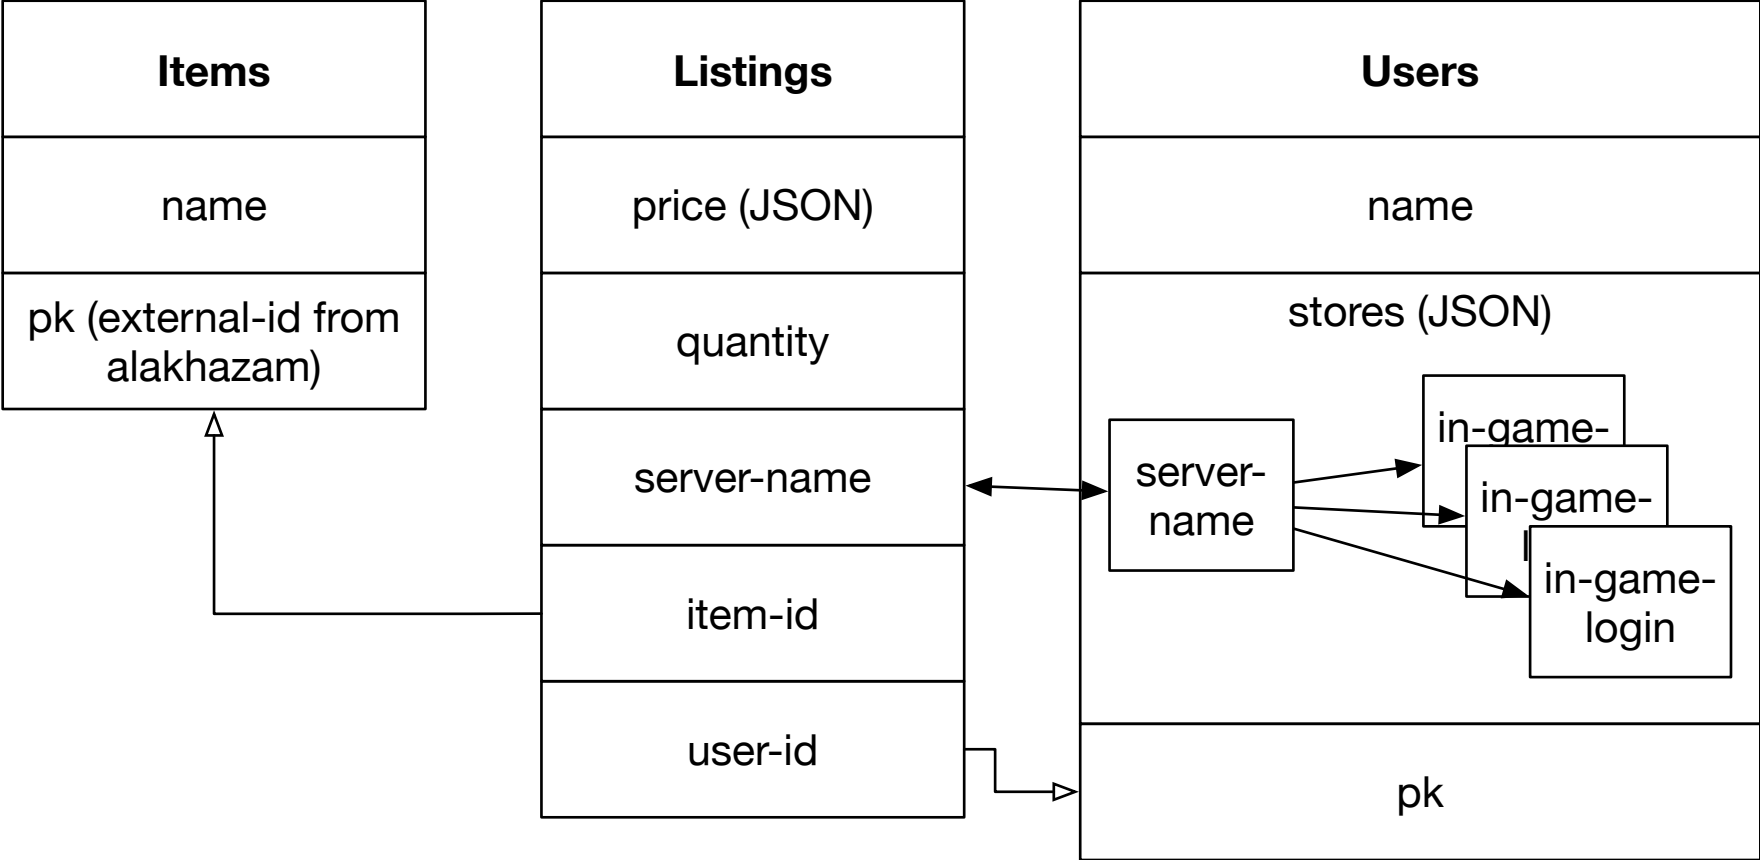 Items
name
pk (external-id from
alakhazam)
Listings
price (JSON)
quantity
server-name
item-id
user-id
Users
name
stores (JSON)
server-
name
in-game-
in-game-
in-game-
login
pk